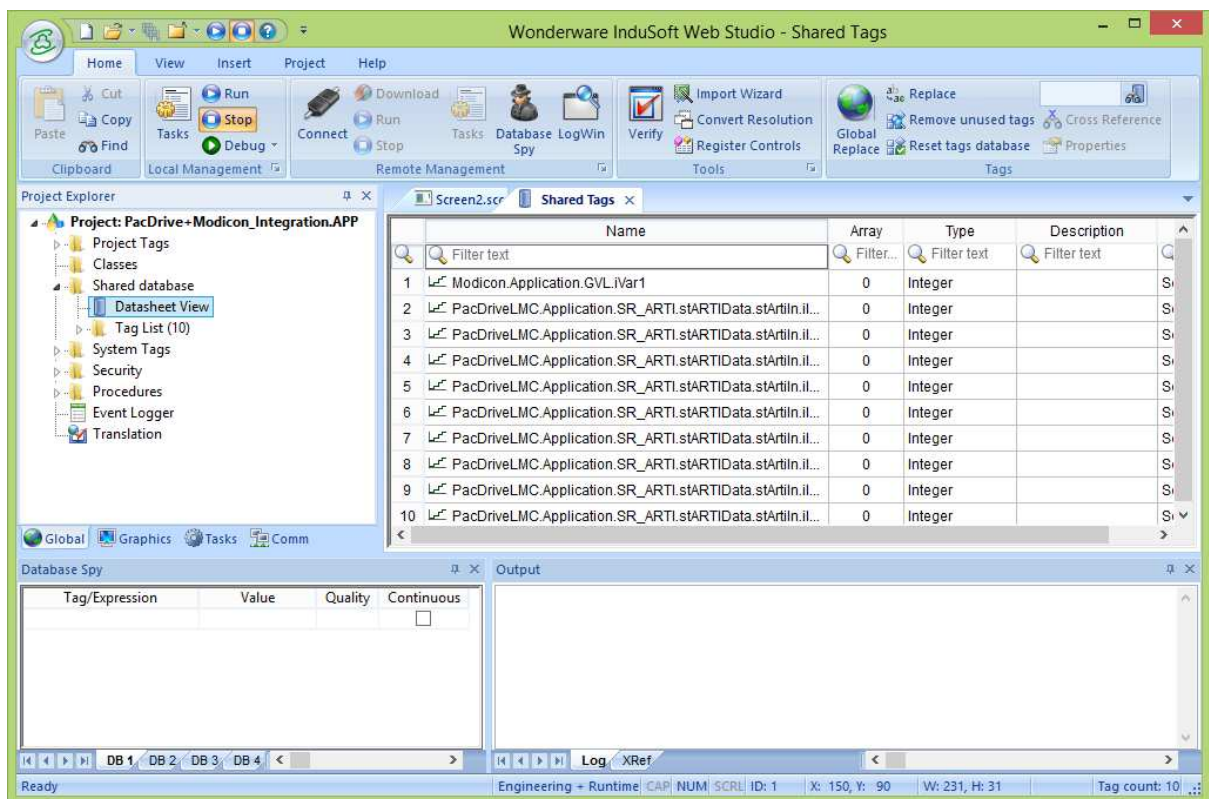 Wonderware InduSoft Web Studio - Shared Tags
Home View Insert Project Help
Cut Run Download Import Wizard Replace
Copy Stop Run Convert Resolution Remove unused tags Cross Reference
Paste Find Tasks Debug Connect Stop Tasks Database Spy LogWin Verify Register Controls Global Replace Reset tags database Properties
Clipboard Local Management Remote Management Tools Tags
Project Explorer
Project: PacDrive+Modicon_Integration.APP
Project Tags
Classes
Shared database
Datasheet View
Tag List (10)
System Tags
Security
Procedures
Event Logger
Translation
Global Graphics Tasks Comm
Screen2.scr Shared Tags
Name Array Type Description
Filter text Filter... Filter text Filter text
1 Modicon.Application.GVL.iVar1 0 Integer
2 PacDriveLMC.Application.SR_ARTI.stARTIData.stArtiIn.il... 0 Integer
3 PacDriveLMC.Application.SR_ARTI.stARTIData.stArtiIn.il... 0 Integer
4 PacDriveLMC.Application.SR_ARTI.stARTIData.stArtiIn.il... 0 Integer
5 PacDriveLMC.Application.SR_ARTI.stARTIData.stArtiIn.il... 0 Integer
6 PacDriveLMC.Application.SR_ARTI.stARTIData.stArtiIn.il... 0 Integer
7 PacDriveLMC.Application.SR_ARTI.stARTIData.stArtiIn.il... 0 Integer
8 PacDriveLMC.Application.SR_ARTI.stARTIData.stArtiIn.il... 0 Integer
9 PacDriveLMC.Application.SR_ARTI.stARTIData.stArtiIn.il... 0 Integer
10 PacDriveLMC.Application.SR_ARTI.stARTIData.stArtiIn.il... 0 Integer
Database Spy
Tag/Expression Value Quality Continuous
DB 1 DB 2 DB 3 DB 4
Output
Log XRef
Ready Engineering + Runtime CAP NUM SCRL ID: 1 X: 150, Y: 90 W: 231, H: 31 Tag count: 10